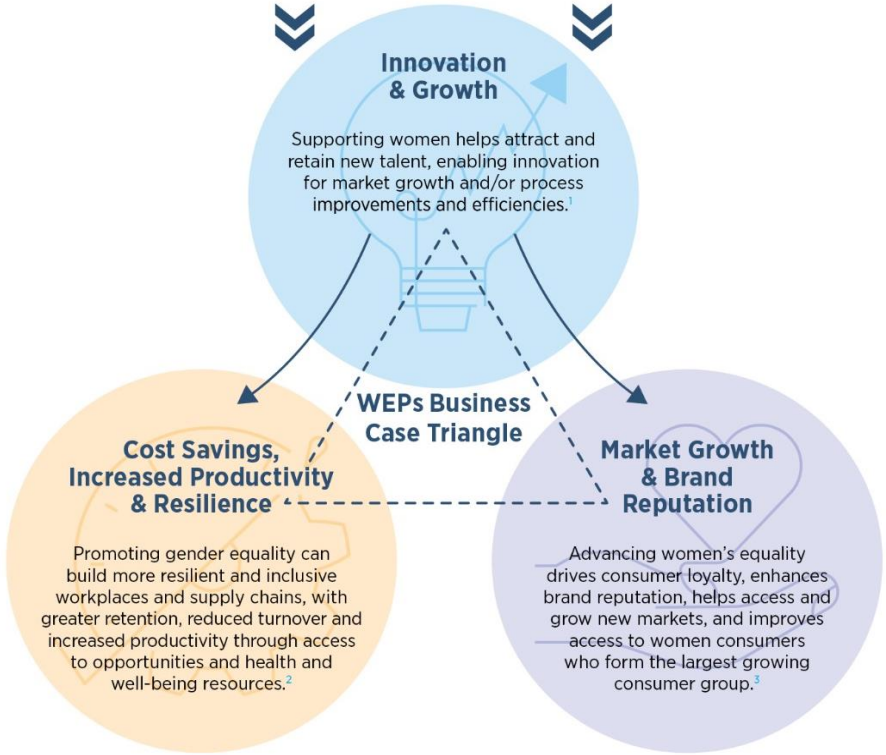 Innovation
& Growth
Supporting women helps attract and
retain new talent, enabling innovation
for market growth and/or process
improvements and efficiencies.¹
WEPs Business
Case Triangle
Cost Savings,
Increased Productivity
& Resilience
Promoting gender equality can
build more resilient and inclusive
workplaces and supply chains, with
greater retention, reduced turnover and
increased productivity through access
to opportunities and health and
well-being resources.²
Market Growth
& Brand
Reputation
Advancing women's equality
drives consumer loyalty, enhances
brand reputation, helps access and
grow new markets, and improves
access to women consumers
who form the largest growing
consumer group.³